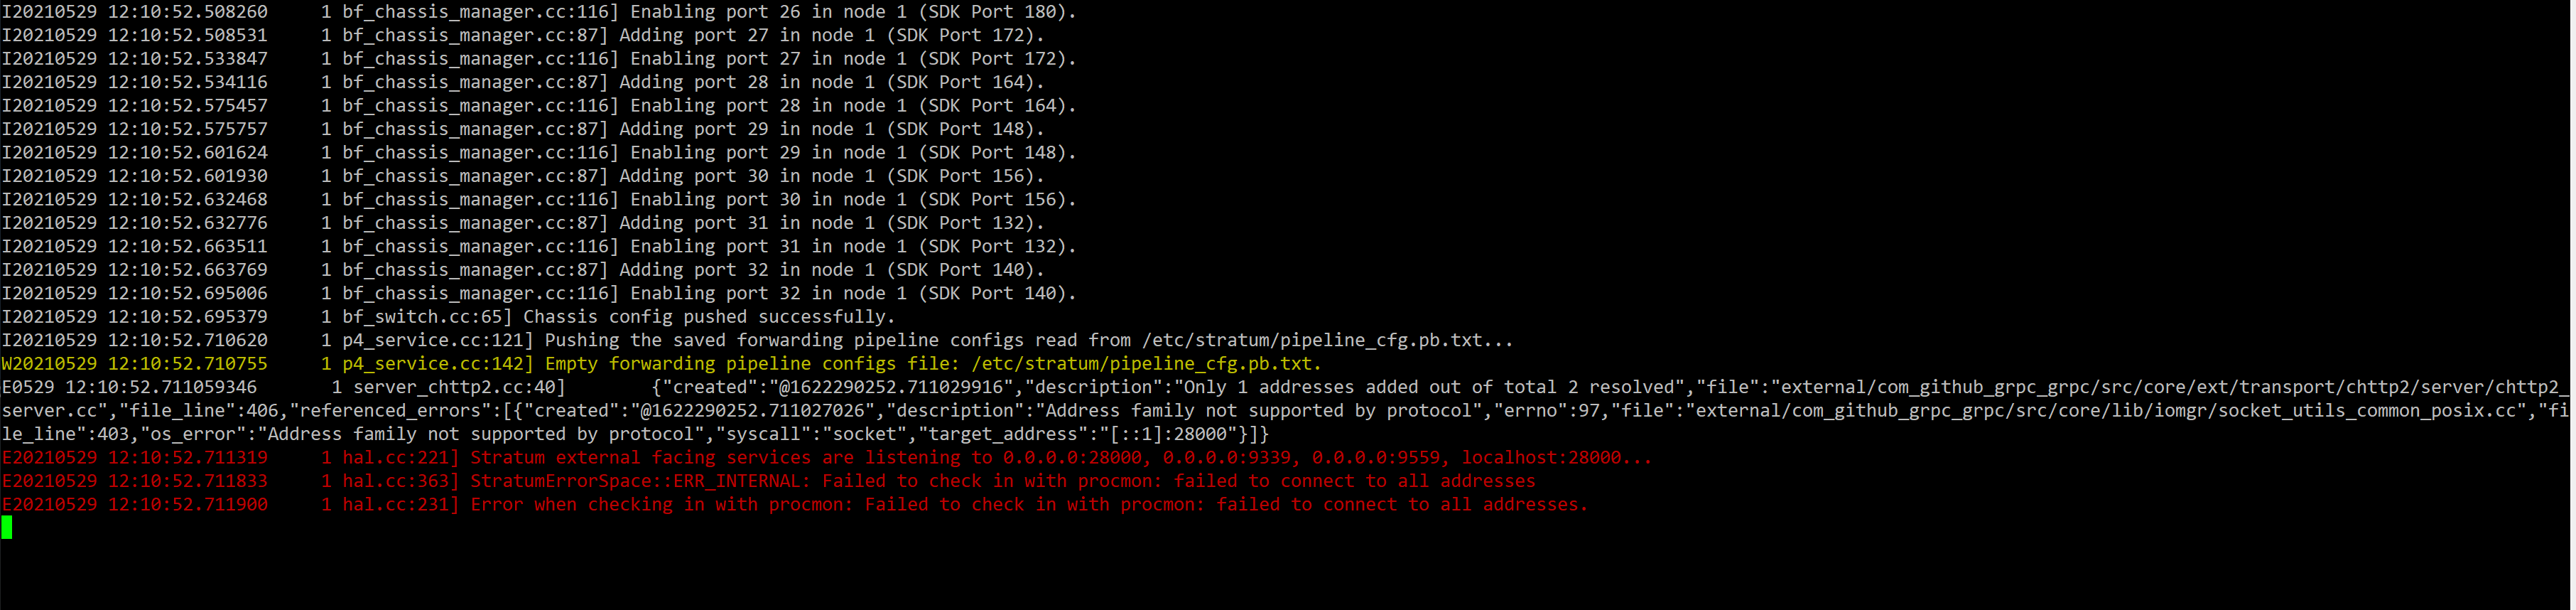 I20210529 12:10:52.508260     1 bf_chassis_manager.cc:116] Enabling port 26 in node 1 (SDK Port 180).
I20210529 12:10:52.508531     1 bf_chassis_manager.cc:87] Adding port 27 in node 1 (SDK Port 172).
I20210529 12:10:52.533847     1 bf_chassis_manager.cc:116] Enabling port 27 in node 1 (SDK Port 172).
I20210529 12:10:52.534116     1 bf_chassis_manager.cc:87] Adding port 28 in node 1 (SDK Port 164).
I20210529 12:10:52.575457     1 bf_chassis_manager.cc:116] Enabling port 28 in node 1 (SDK Port 164).
I20210529 12:10:52.575757     1 bf_chassis_manager.cc:87] Adding port 29 in node 1 (SDK Port 148).
I20210529 12:10:52.601624     1 bf_chassis_manager.cc:116] Enabling port 29 in node 1 (SDK Port 148).
I20210529 12:10:52.601930     1 bf_chassis_manager.cc:87] Adding port 30 in node 1 (SDK Port 156).
I20210529 12:10:52.632468     1 bf_chassis_manager.cc:116] Enabling port 30 in node 1 (SDK Port 156).
I20210529 12:10:52.632776     1 bf_chassis_manager.cc:87] Adding port 31 in node 1 (SDK Port 132).
I20210529 12:10:52.663511     1 bf_chassis_manager.cc:116] Enabling port 31 in node 1 (SDK Port 132).
I20210529 12:10:52.663769     1 bf_chassis_manager.cc:87] Adding port 32 in node 1 (SDK Port 140).
I20210529 12:10:52.695006     1 bf_chassis_manager.cc:116] Enabling port 32 in node 1 (SDK Port 140).
I20210529 12:10:52.695379     1 bf_switch.cc:65] Chassis config pushed successfully.
I20210529 12:10:52.710620     1 p4_service.cc:121] Pushing the saved forwarding pipeline configs read from /etc/stratum/pipeline_cfg.pb.txt...
W20210529 12:10:52.710755     1 p4_service.cc:142] Empty forwarding pipeline configs file: /etc/stratum/pipeline_cfg.pb.txt.
E0529 12:10:52.711059346       1 server_chttp2.cc:40]        {"created":"@1622290252.711029916","description":"Only 1 addresses added out of total 2 resolved","file":"external/com_github_grpc_grpc/src/core/ext/transport/chttp2/server/chttp2_
server.cc","file_line":406,"referenced_errors":[{"created":"@1622290252.711027026","description":"Address family not supported by protocol","errno":97,"file":"external/com_github_grpc_grpc/src/core/lib/iomgr/socket_utils_common_posix.cc","fi
le_line":403,"os_error":"Address family not supported by protocol","syscall":"socket","target_address":"[::1]:28000"}]}
E20210529 12:10:52.711319     1 hal.cc:221] Stratum external facing services are listening to 0.0.0.0:28000, 0.0.0.0:9339, 0.0.0.0:9559, localhost:28000...
E20210529 12:10:52.711833     1 hal.cc:363] StratumErrorSpace::ERR_INTERNAL: Failed to check in with procmon: failed to connect to all addresses
E20210529 12:10:52.711900     1 hal.cc:231] Error when checking in with procmon: Failed to check in with procmon: failed to connect to all addresses.